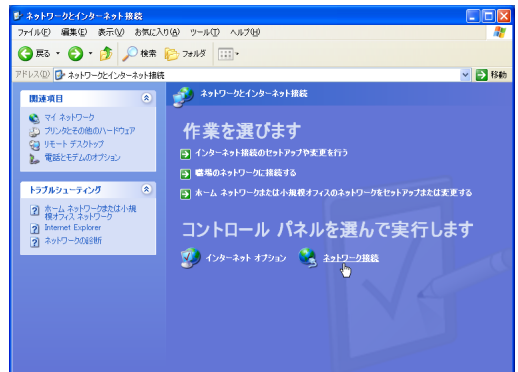 ネットワークとインターネット接続
ファイル(F) 編集(E) 表示(V) お気に入り(A) ツール(T) ヘルプ(H)
戻る 検索 フォルダ
アドレス(D) ネットワークとインターネット接続 移動
関連項目
マイ ネットワーク
プリンタとその他のハードウェア
リモート デスクトップ
電話とモデムのオプション
トラブルシューティング
ホーム ネットワークまたは小規
模オフィス ネットワーク
Internet Explorer
ネットワークの診断
ネットワークとインターネット接続
作業を選びます
インターネット接続のセットアップや変更を行う
職場のネットワークに接続する
ホーム ネットワークまたは小規模オフィスのネットワークをセットアップまたは変更する
コントロール パネルを選んで実行します
インターネット オプション ネットワーク接続